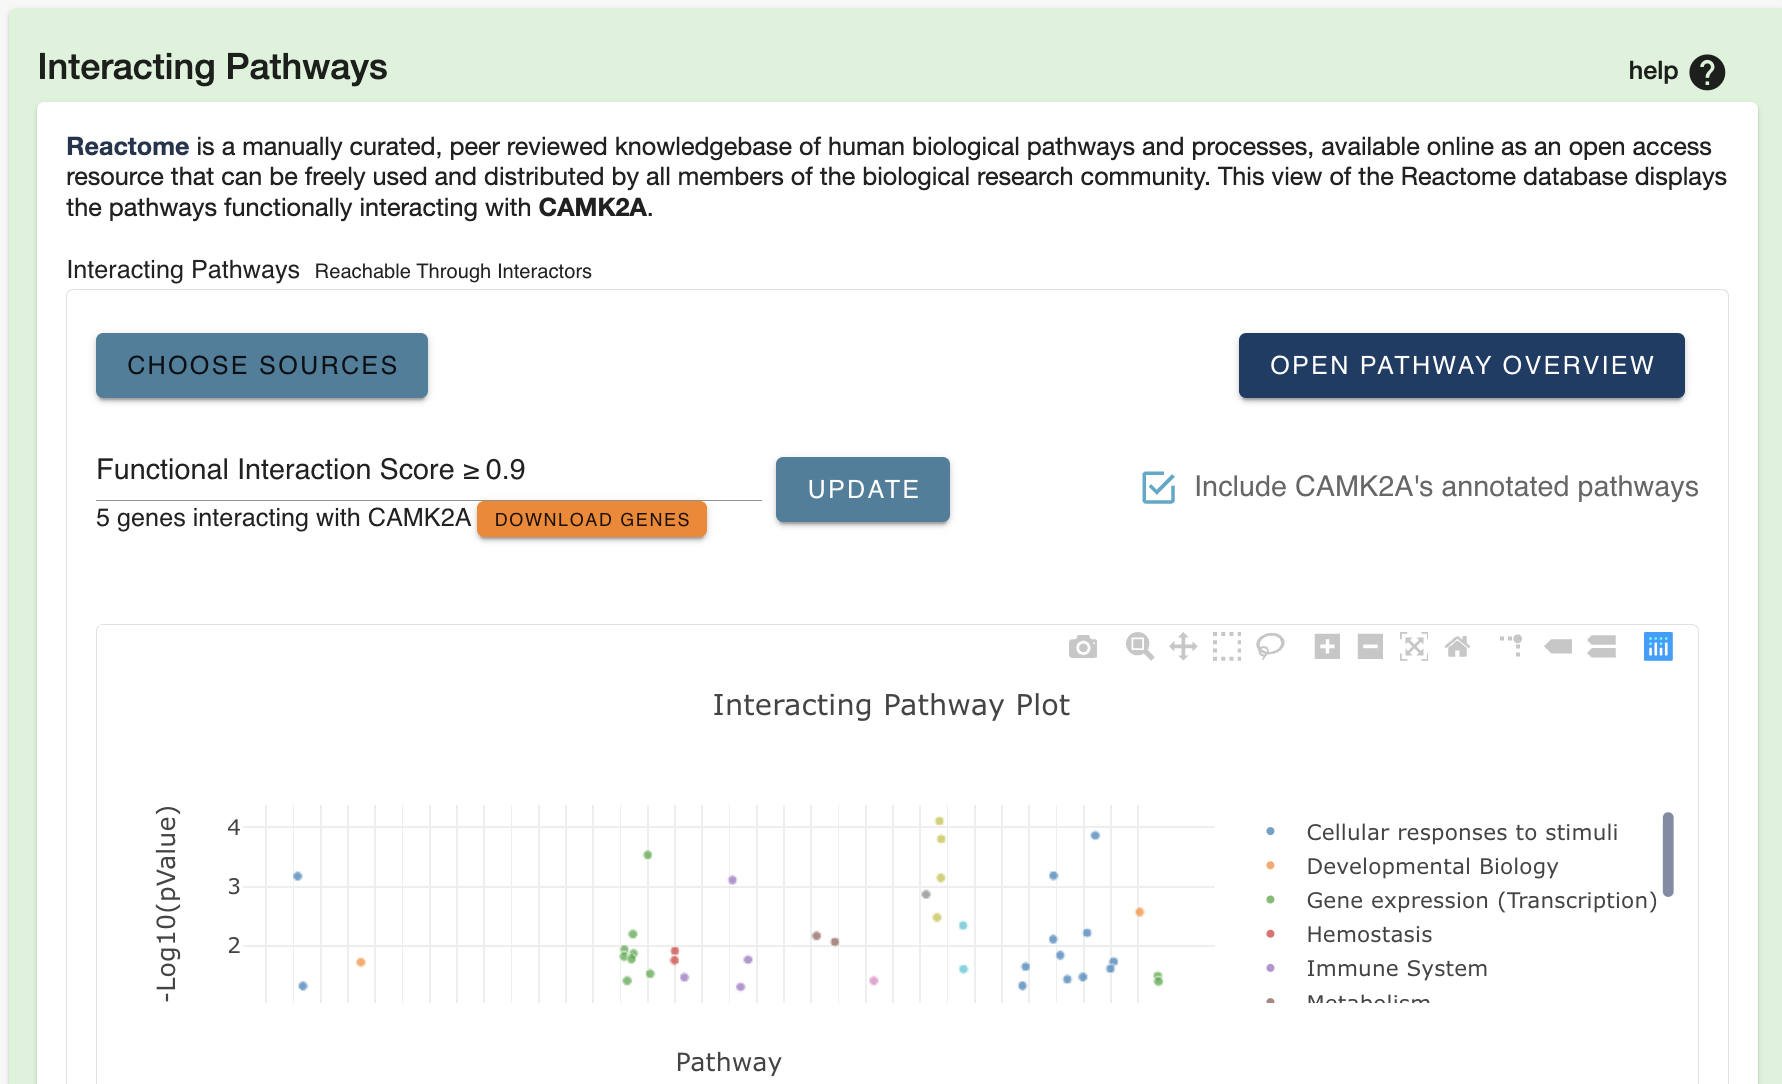 Interacting Pathways
help
Reactome is a manually curated, peer reviewed knowledgebase of human biological pathways and processes, available online as an open access
resource that can be freely used and distributed by all members of the biological research community. This view of the Reactome database displays
the pathways functionally interacting with CAMK2A.
Interacting Pathways Reachable Through Interactors
CHOOSE SOURCES
OPEN PATHWAY OVERVIEW
Functional Interaction Score ≥ 0.9
UPDATE
Include CAMK2A's annotated pathways
5 genes interacting with CAMK2A
DOWNLOAD GENES
Interacting Pathway Plot
-Log10(pValue)
4
3
2
Pathway
Cellular responses to stimuli
Developmental Biology
Gene expression (Transcription)
Hemostasis
Immune System
Metabolism